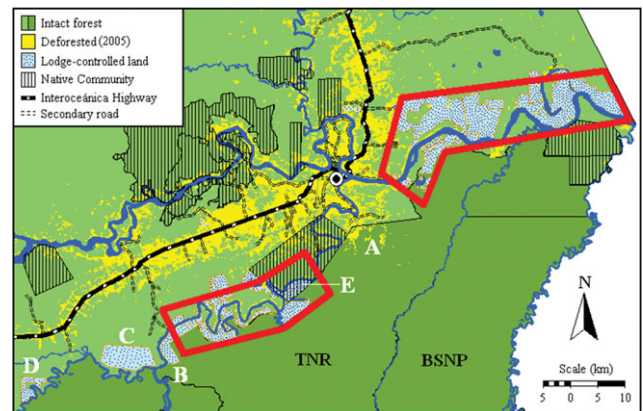 Intact forest
Deforested (2005)
Lodge-controlled land
Native Community
Interoceánica Highway
Secondary road
A
E
C
D
B
TNR
BSNP
N
Scale (km)
5 0 5 10